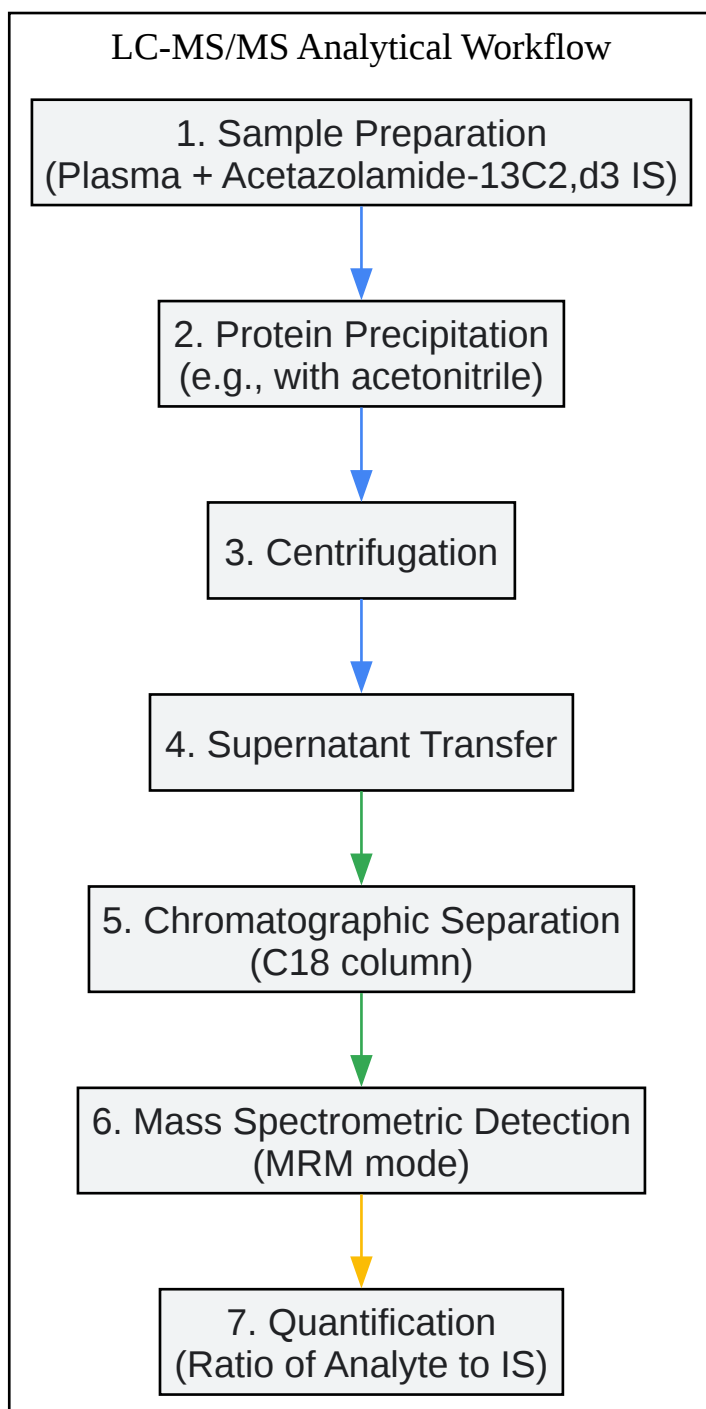 LC-MS/MS Analytical Workflow
1. Sample Preparation
(Plasma + Acetazolamide-13C2,d3 IS)
2. Protein Precipitation
(e.g., with acetonitrile)
3. Centrifugation
4. Supernatant Transfer
5. Chromatographic Separation
(C18 column)
6. Mass Spectrometric Detection
(MRM mode)
7. Quantification
(Ratio of Analyte to IS)